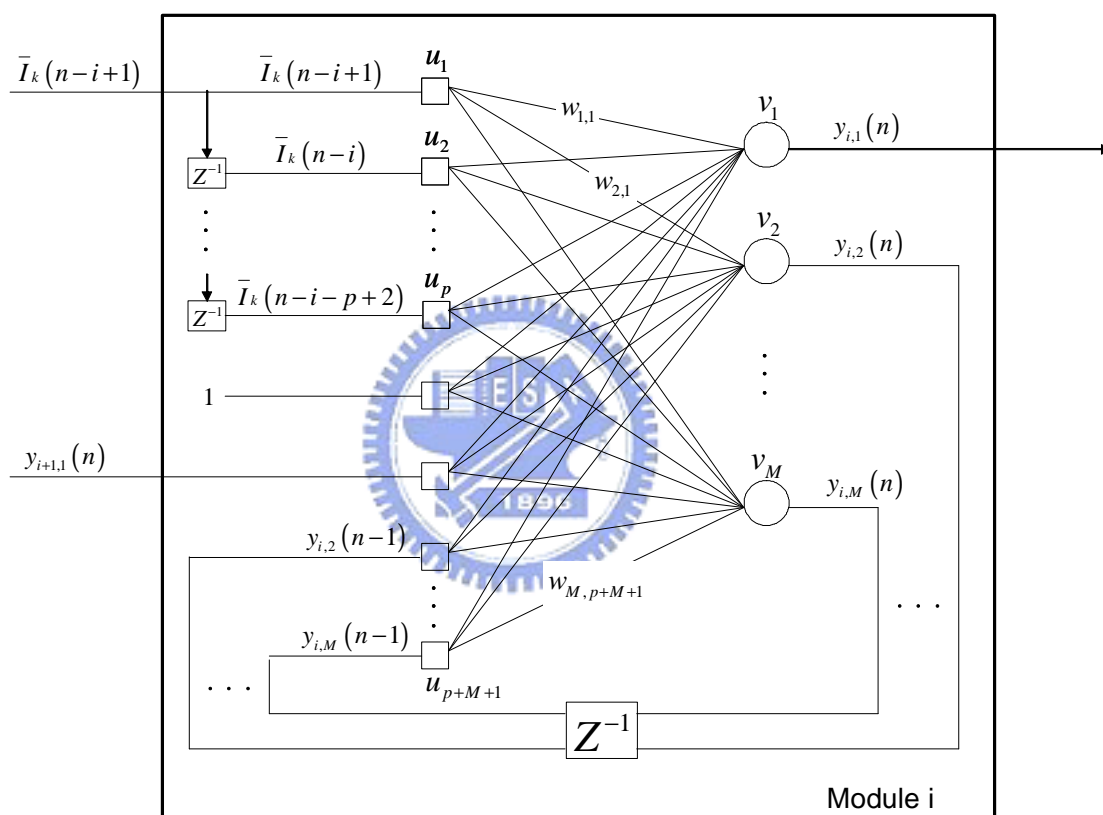 Ī_k(n-i+1) Ī_k(n-i+1) u_1
w_{1,1} v_1 y_{i,1}(n)
Z^{-1} Ī_k(n-i) u_2
w_{2,1} v_2 y_{i,2}(n)
Z^{-1} Ī_k(n-i-p+2) u_p
1
E S
y_{i+1,1}(n)
v_M y_{i,M}(n)
1896
y_{i,2}(n-1)
w_{M,p+M+1}
y_{i,M}(n-1)
u_{p+M+1}
Z^{-1}
Module i